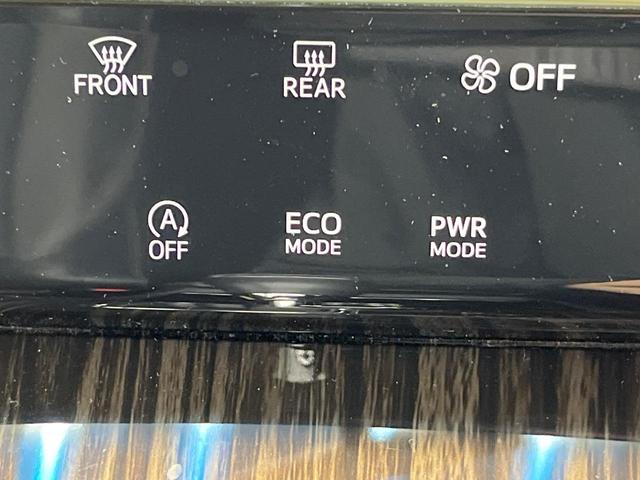 FRONT
REAR
OFF
A
OFF
ECO
MODE
PWR
MODE